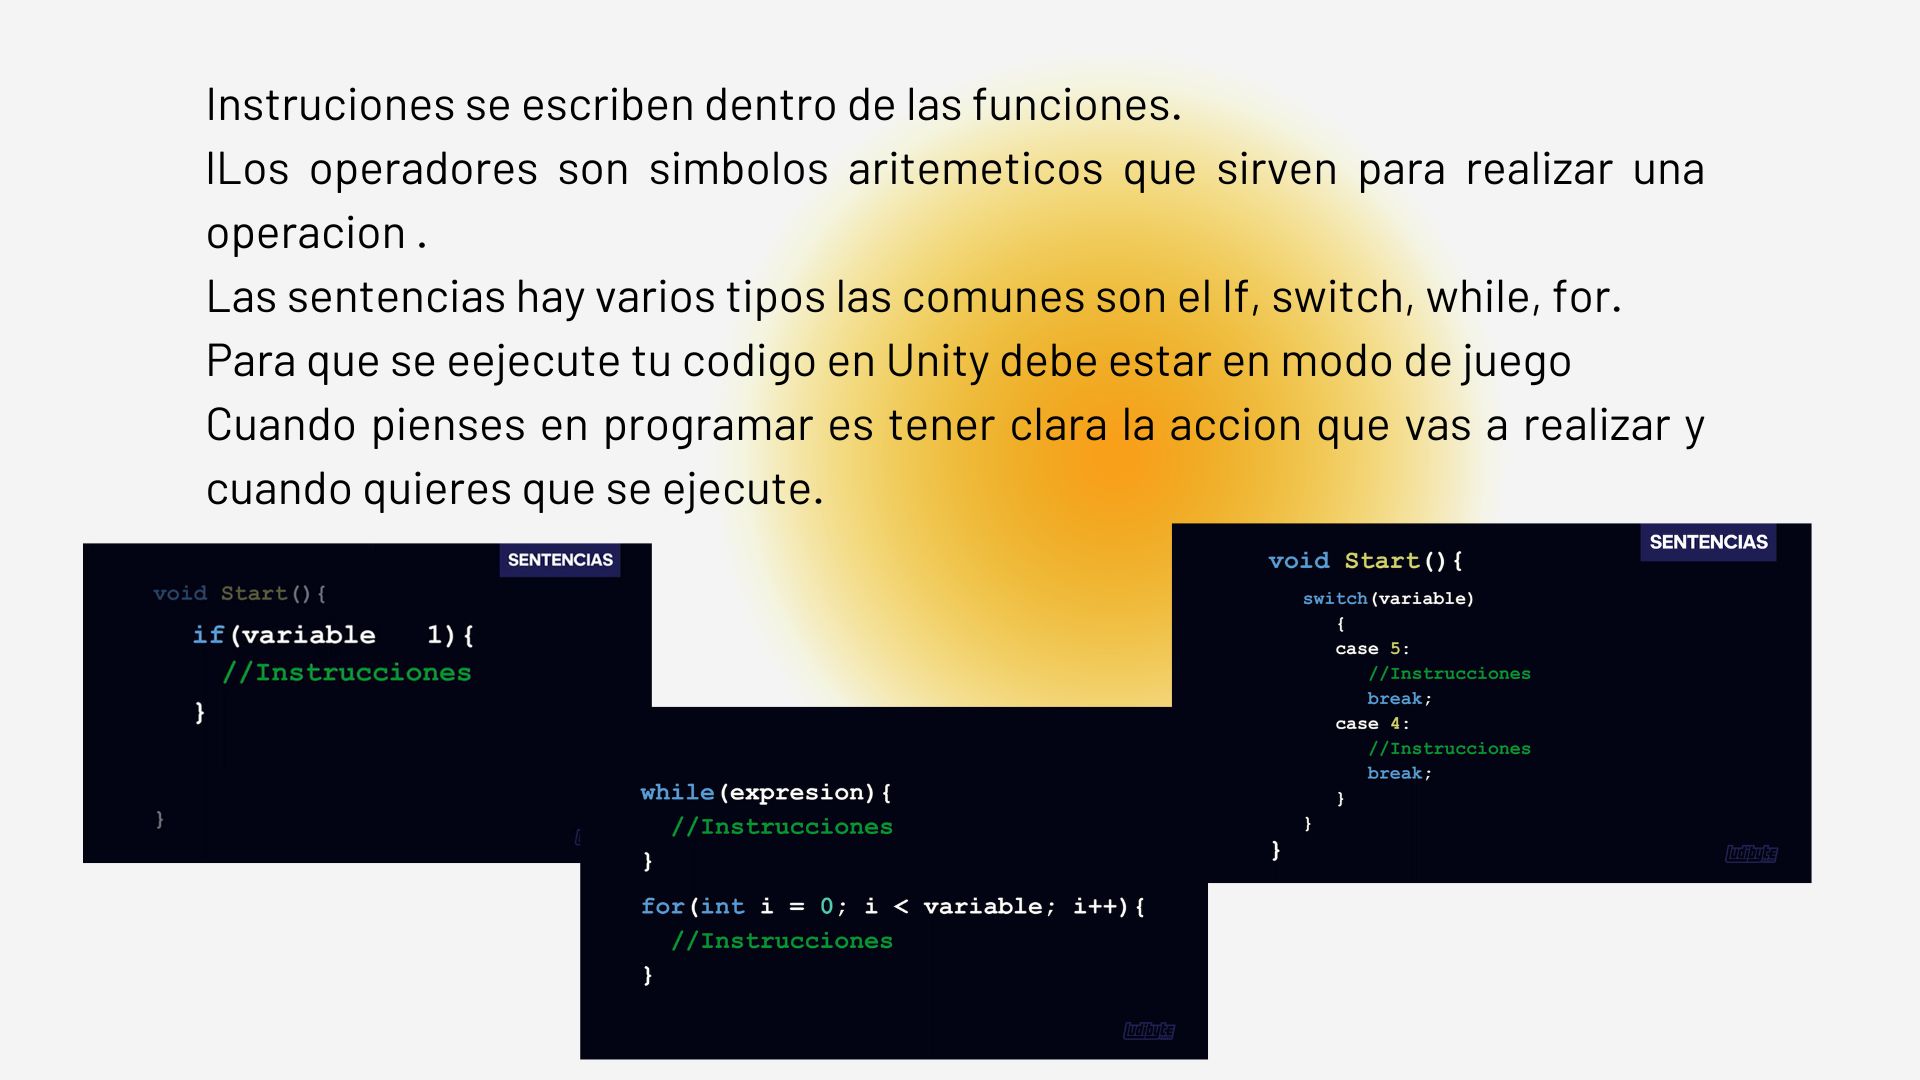 Instruciones se escriben dentro de las funciones.
lLos operadores son simbolos aritemeticos que sirven para realizar una
operacion .
Las sentencias hay varios tipos las comunes son el If, switch, while, for.
Para que se eejecute tu codigo en Unity debe estar en modo de juego
Cuando pienses en programar es tener clara la accion que vas a realizar y
cuando quieres que se ejecute.
SENTENCIAS
void Start(){
if(variable   1){
//Instrucciones
}
}
while(expresion){
//Instrucciones
}
for(int i = 0; i < variable; i++){
//Instrucciones
}
ludibyte
SENTENCIAS
void Start(){
switch(variable)
{
case 5:
//Instrucciones
break;
case 4:
//Instrucciones
break;
}
}
}
ludibyte